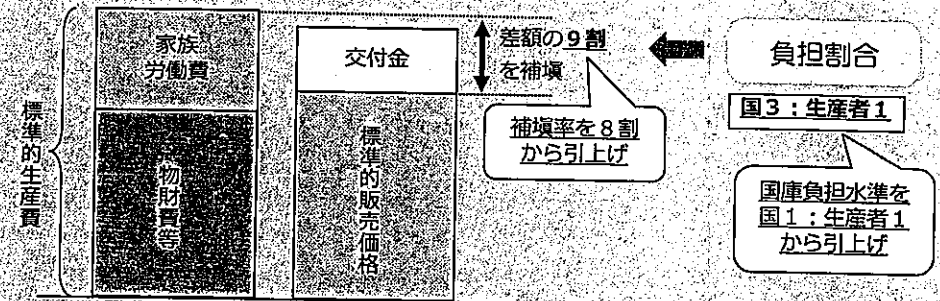 標準的生産費
家族
労働費
物財費等
交付金
標準的販売価格
差額の9割
を補塡
補塡率を8割
から引上げ
負担割合
国3：生産者1
国庫負担水準を
国1：生産者1
から引上げ